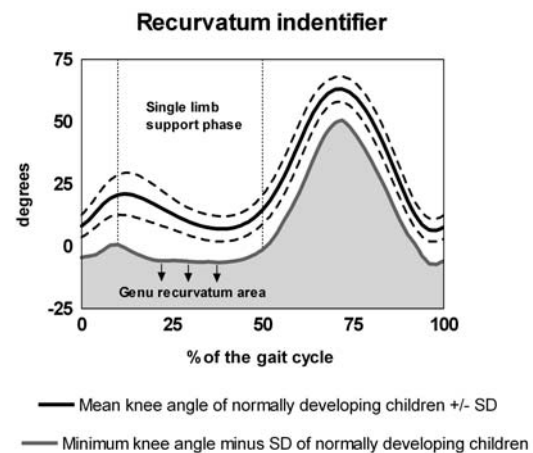 Recurvatum indentifier
75
50
25
0
-25
degrees
Single limb
support phase
Genu recurvatum area
0 25 50 75 100
% of the gait cycle
Mean knee angle of normally developing children +/- SD
Minimum knee angle minus SD of normally developing children